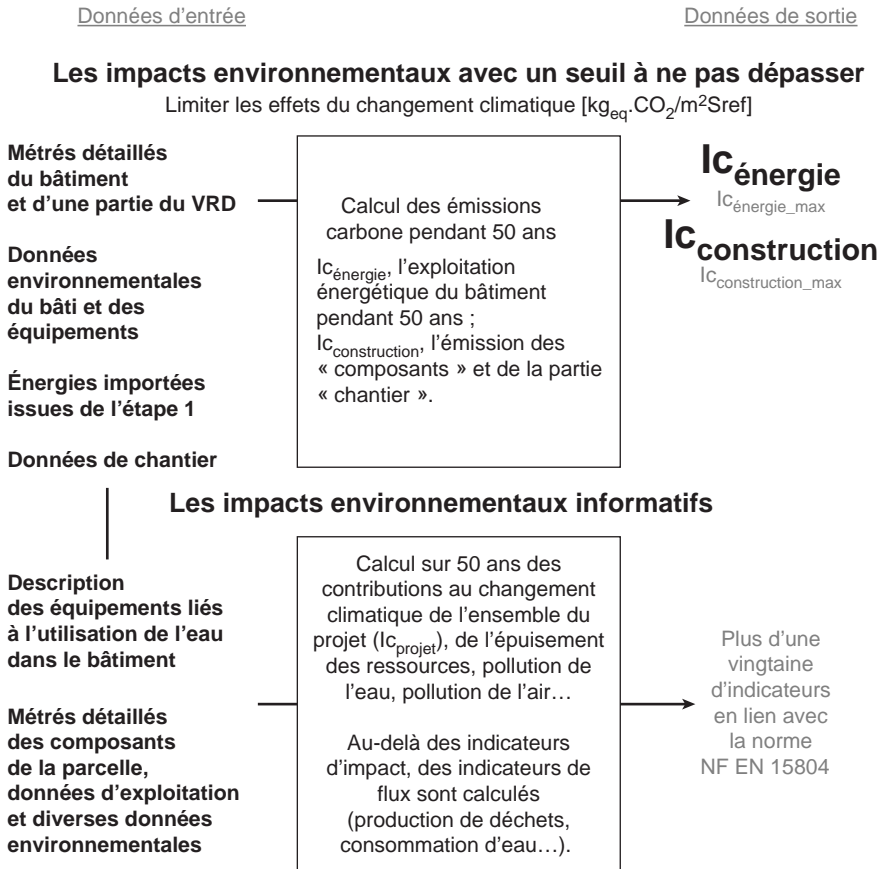 Données d'entrée
Données de sortie
Les impacts environnementaux avec un seuil à ne pas dépasser
Limiter les effets du changement climatique [kgeq.CO2/m2Sref]
Métrés détaillés
du bâtiment
et d'une partie du VRD
Données
environnementales
du bâti et des
équipements
Énergies importées
issues de l'étape 1
Données de chantier
Calcul des émissions
carbone pendant 50 ans
Icénergie, l'exploitation
énergétique du bâtiment
pendant 50 ans ;
Icconstruction, l'émission des
« composants » et de la partie
« chantier ».
Icénergie
Icénergie_max
Icconstruction
Icconstruction_max
Les impacts environnementaux informatifs
Description
des équipements liés
à l'utilisation de l'eau
dans le bâtiment
Métrés détaillés
des composants
de la parcelle,
données d'exploitation
et diverses données
environnementales
Calcul sur 50 ans des
contributions au changement
climatique de l'ensemble du
projet (Icprojet), de l'épuisement
des ressources, pollution de
l'eau, pollution de l'air…
Au-delà des indicateurs
d'impact, des indicateurs de
flux sont calculés
(production de déchets,
consommation d'eau…).
Plus d'une
vingtaine
d'indicateurs
en lien avec
la norme
NF EN 15804